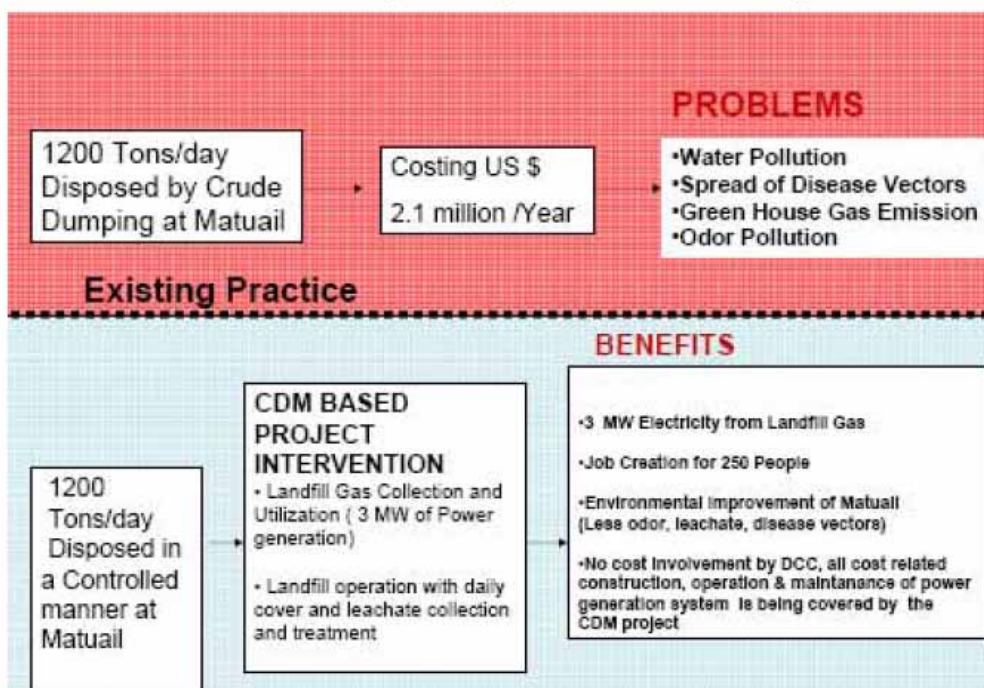 PROBLEMS
1200 Tons/day
Disposed by Crude
Dumping at Matuail
Costing US $
2.1 million /Year
•Water Pollution
•Spread of Disease Vectors
•Green House Gas Emission
•Odor Pollution
Existing Practice
BENEFITS
1200
Tons/day
Disposed in
a Controlled
manner at
Matuail
CDM BASED
PROJECT
INTERVENTION
• Landfill Gas Collection and
Utilization ( 3 MW of Power
generation)
• Landfill operation with daily
cover and leachate collection
and treatment
•3 MW Electricity from Landfill Gas
•Job Creation for 250 People
•Environmental Improvement of Matuail
(Less odor, leachate, disease vectors)
•No cost Involvement by DCC, all cost related
construction, operation & maintanance of power
generation system is being covered by the
CDM project